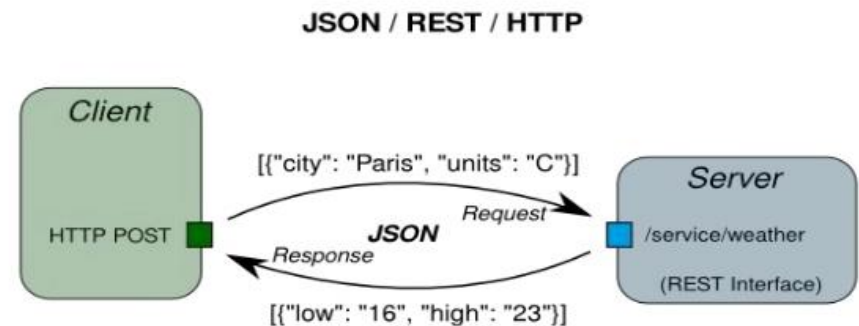 JSON / REST / HTTP
Client
[{"city": "Paris", "units": "C"}]
Server
Request
HTTP POST
JSON
/service/weather
Response
(REST Interface)
[{"low": "16", "high": "23"}]